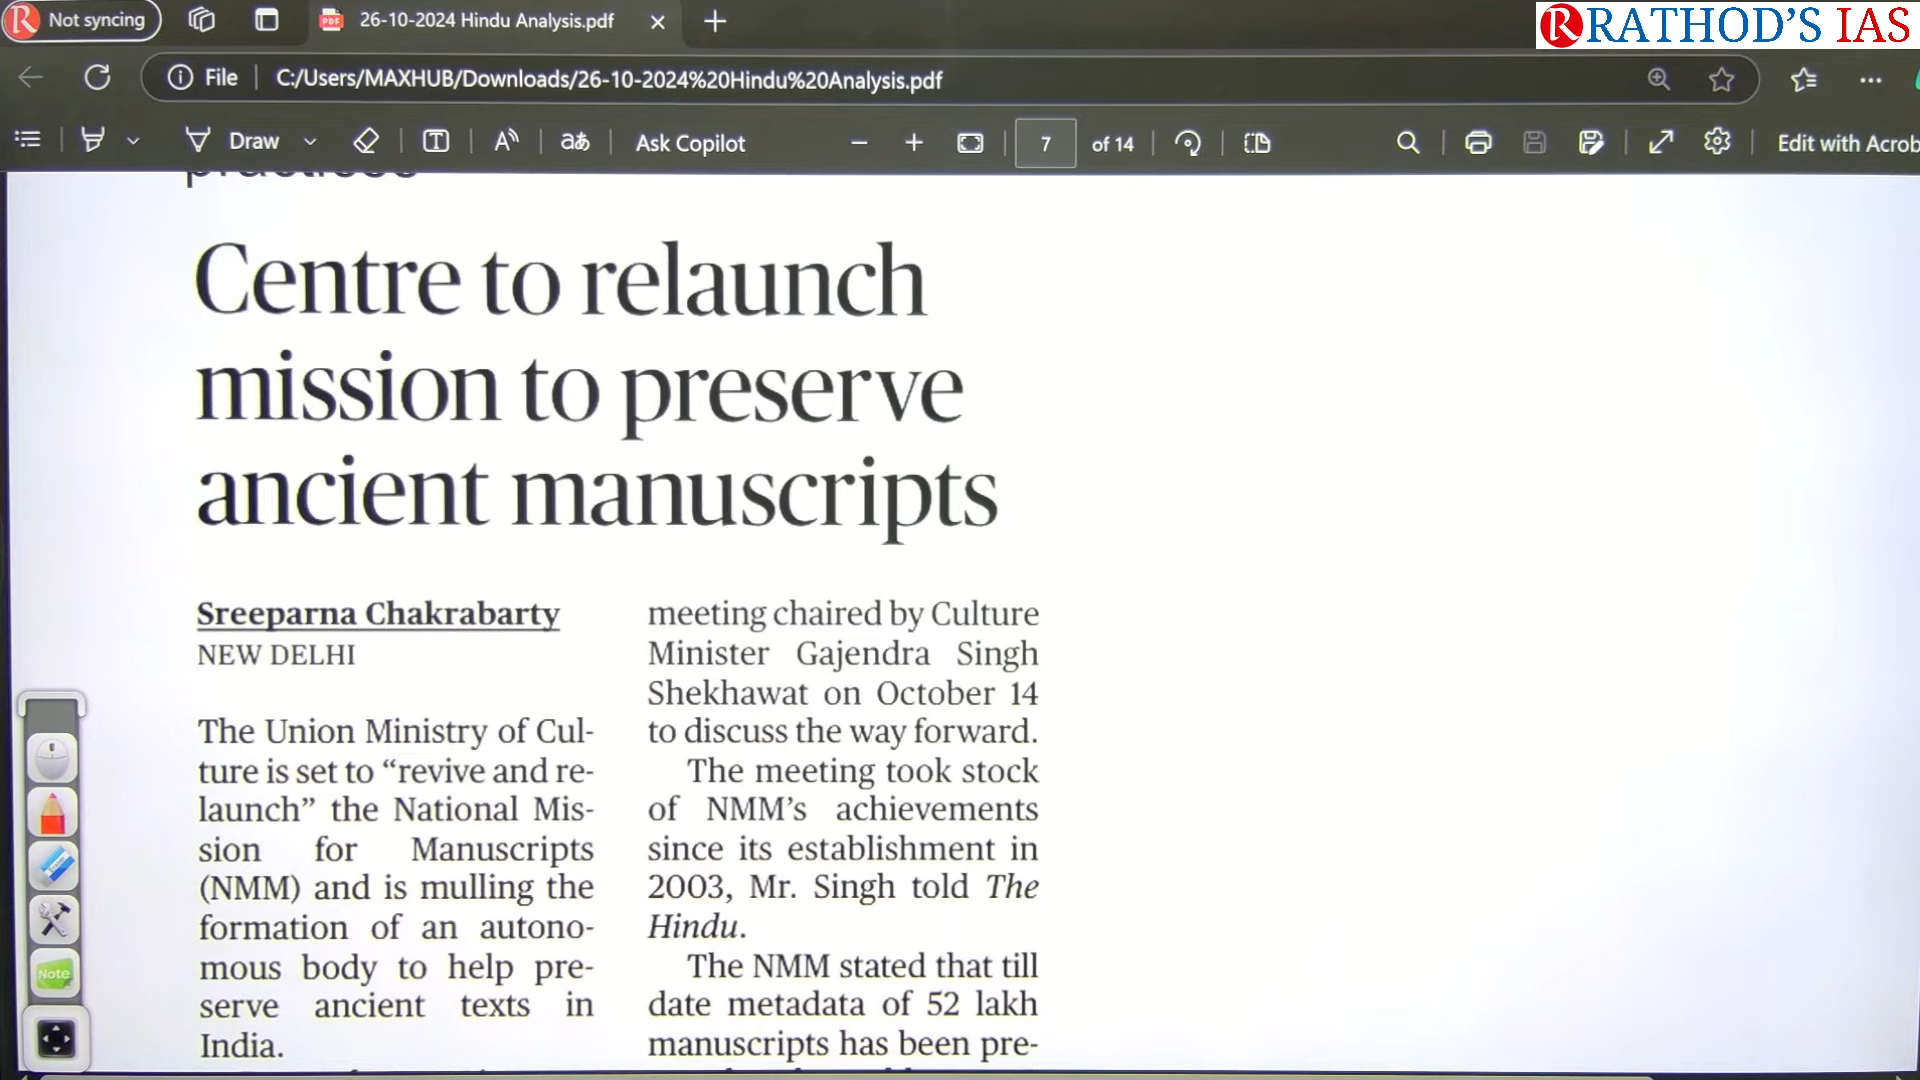 Not syncing
26-10-2024 Hindu Analysis.pdf
RATHOD'S IAS
File
C:/Users/MAXHUB/Downloads/26-10-2024%20Hindu%20Analysis.pdf
Draw
Ask Copilot
7 of 14
Edit with Acrob
practices
Centre to relaunch
mission to preserve
ancient manuscripts
Sreeparna Chakrabarty
NEW DELHI
The Union Ministry of Cul-
ture is set to “revive and re-
launch” the National Mis-
sion for Manuscripts
(NMM) and is mulling the
formation of an autono-
mous body to help pre-
serve ancient texts in
India.
meeting chaired by Culture
Minister Gajendra Singh
Shekhawat on October 14
to discuss the way forward.
The meeting took stock
of NMM’s achievements
since its establishment in
2003, Mr. Singh told The
Hindu.
The NMM stated that till
date metadata of 52 lakh
manuscripts has been pre-
Note